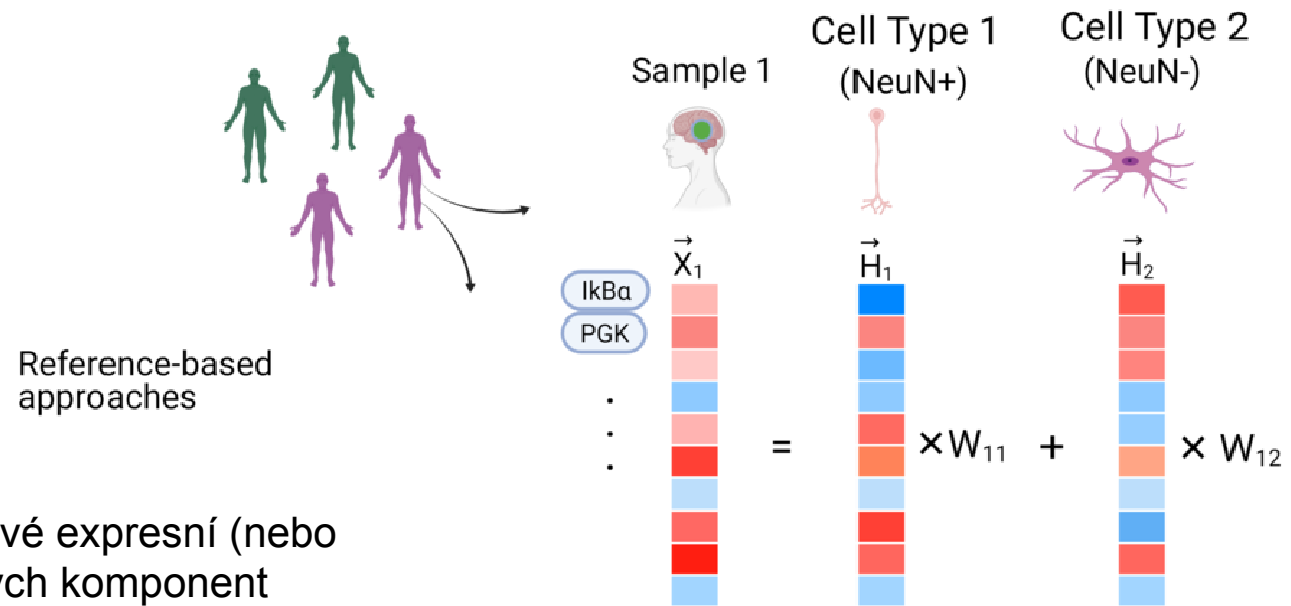 Sample 1
Cell Type 1
(NeuN+)
Cell Type 2
(NeuN-)
X₁
H₁
H₂
IkBα
PGK
Reference-based
approaches
.
.
.
=
×W₁₁
+
× W₁₂
vé expresní (nebo
ých komponent